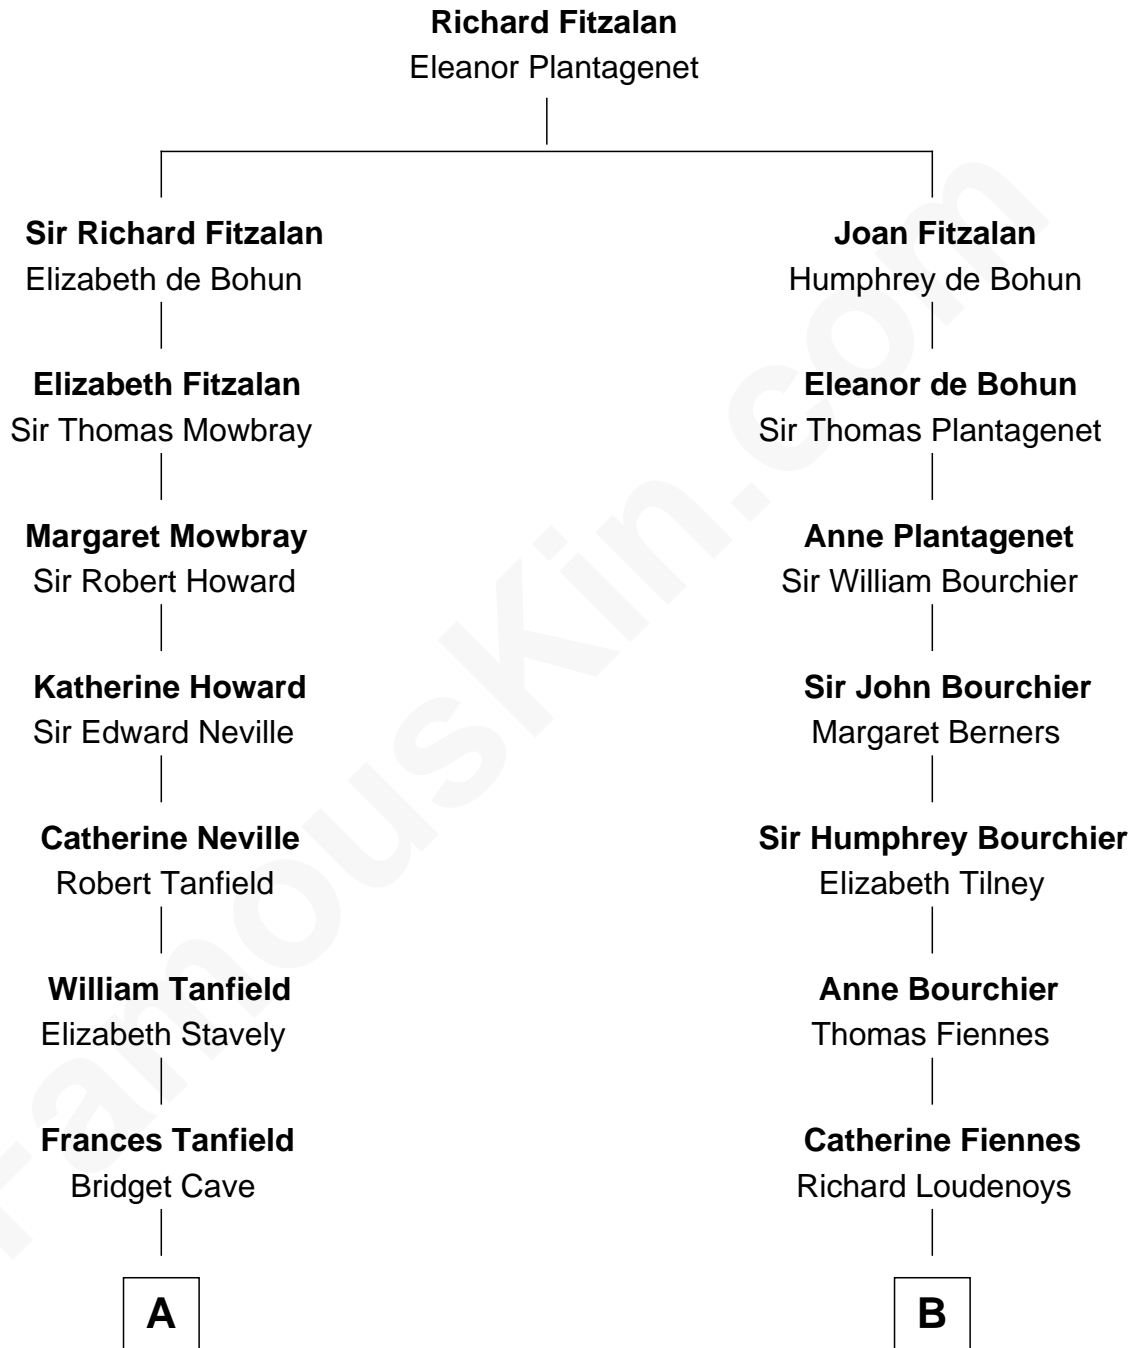 Richard Fitzalan
Eleanor Plantagenet
Sir Richard Fitzalan
Elizabeth de Bohun
Joan Fitzalan
Humphrey de Bohun
Elizabeth Fitzalan
Sir Thomas Mowbray
Eleanor de Bohun
Sir Thomas Plantagenet
Margaret Mowbray
Sir Robert Howard
Anne Plantagenet
Sir William Bourchier
Katherine Howard
Sir Edward Neville
Sir John Bourchier
Margaret Berners
Catherine Neville
Robert Tanfield
Sir Humphrey Bourchier
Elizabeth Tilney
William Tanfield
Elizabeth Stavely
Anne Bourchier
Thomas Fiennes
Frances Tanfield
Bridget Cave
Catherine Fiennes
Richard Loudenoys
A
B
FamousKin.com